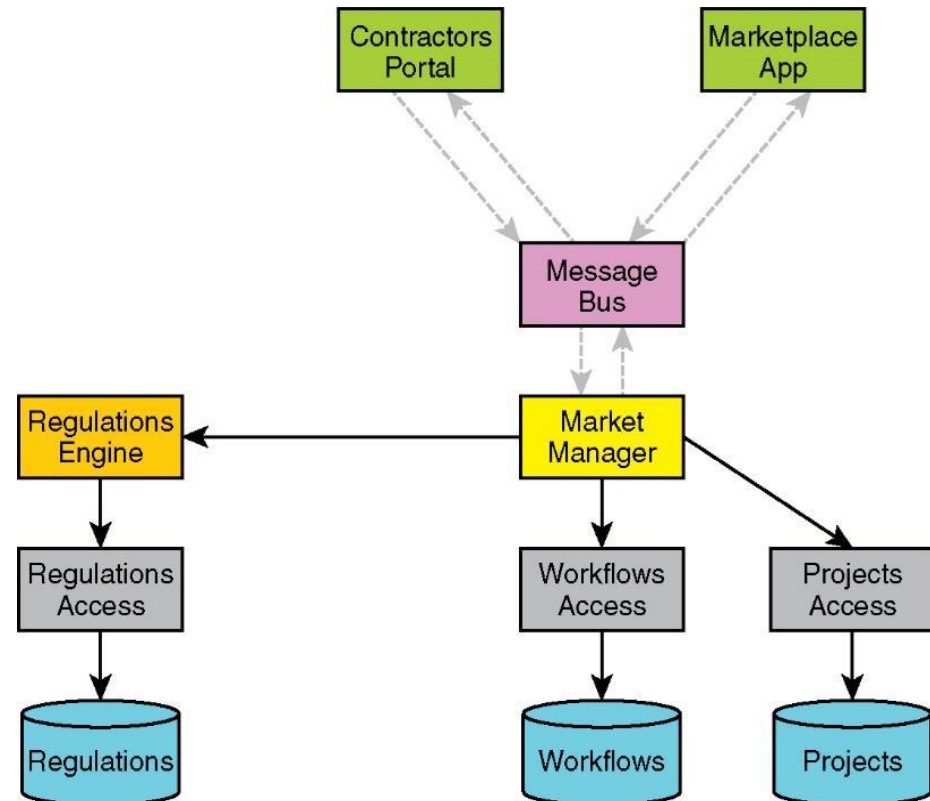 Contractors
Portal
Marketplace
App
Message
Bus
Regulations
Engine
Market
Manager
Regulations
Access
Workflows
Access
Projects
Access
Regulations
Workflows
Projects